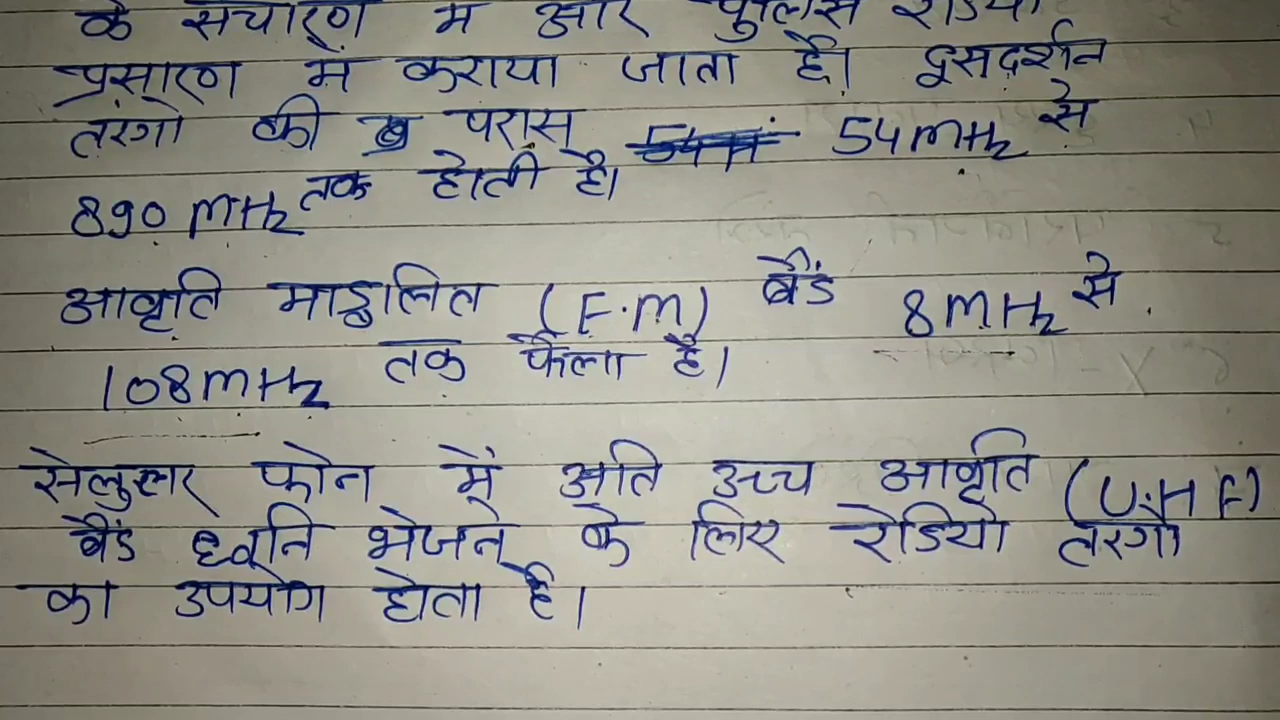 के संचारण में और पुलिस रेडियो
प्रसारण में कराया जाता है। दूसदर्शन
तरंगो की परास 54 MHz से
890 MHz तक होती है।
आवृति माडुलित (F.M) बैंड 8 MHz से
108 MHz तक फैला है।
सेलुलर फोन में अति उच्च आवृति (U.H F)
बैंड ध्वनि भेजने के लिए रेडियो तरंगो
का उपयोग होता है।